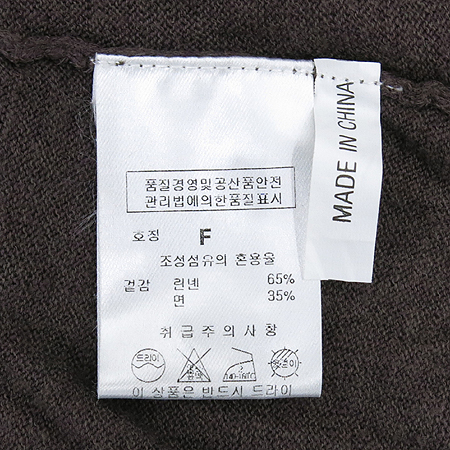 품질경영및공산품안전
관리법에의한품질표시
호칭 F
조성섬유의 혼용율
겉감 린넨 65%
면 35%
취급주의사항
드라이
이 상품은 반드시 드라이
MADE IN CHINA